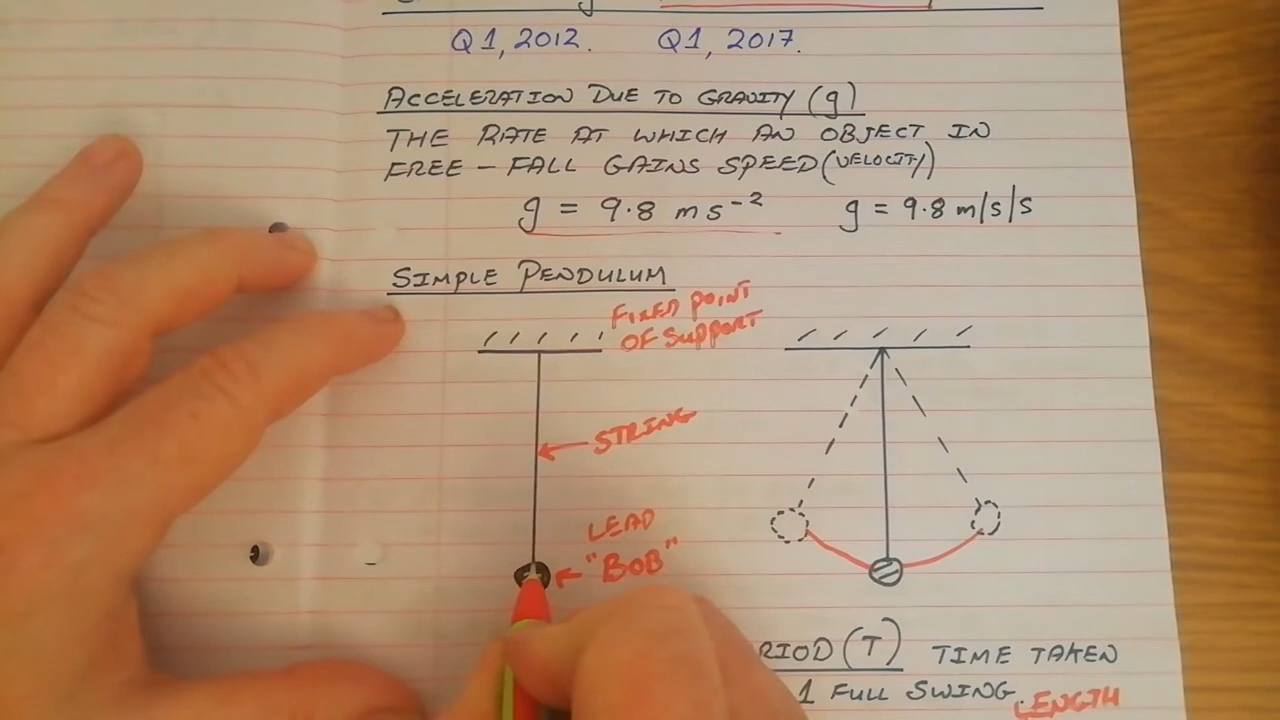 Q1, 2012. Q1, 2017.
ACCELERATION DUE TO GRAVITY (g)
THE RATE AT WHICH AN OBJECT IN
FREE-FALL GAINS SPEED (VELOCITY)
g = 9.8 ms⁻² g = 9.8 m/s/s
SIMPLE PENDULUM
FIXED POINT
OF SUPPORT
STRING
LEAD
"BOB"
RIOD (T) TIME TAKEN
1 FULL SWING.
LENGTH